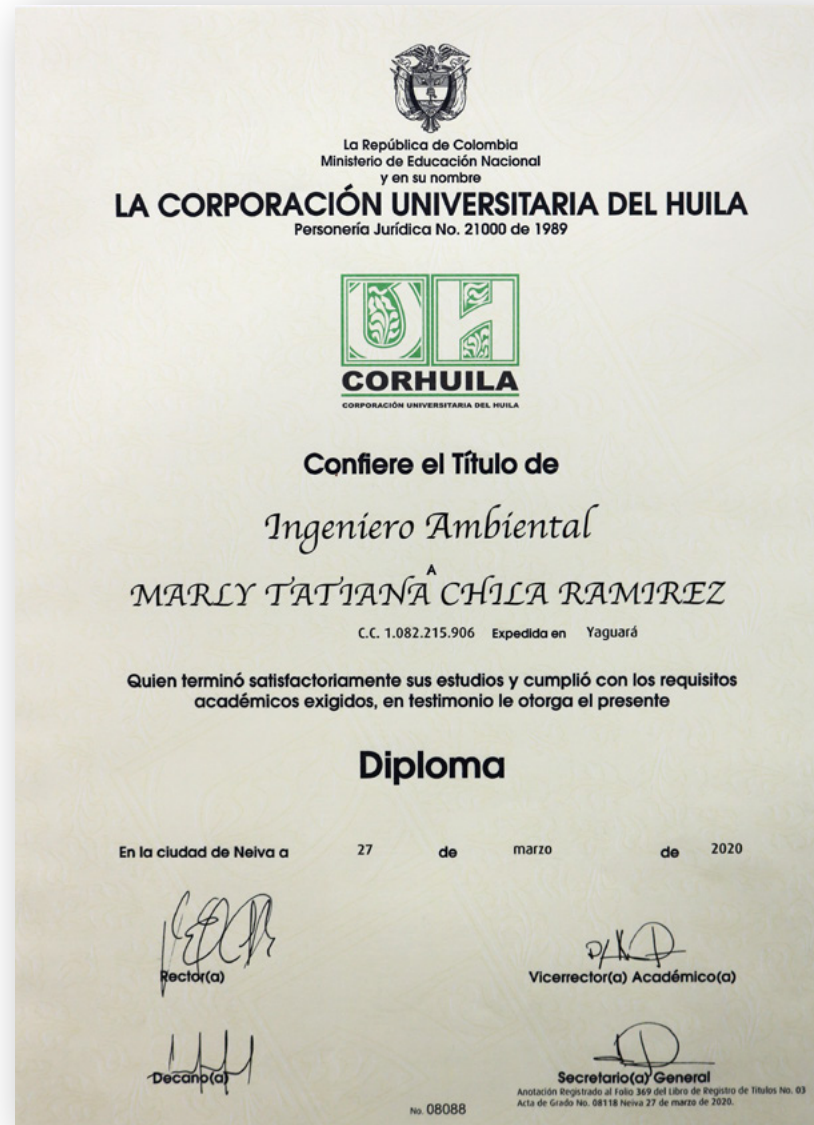 La República de Colombia
Ministerio de Educación Nacional
y en su nombre
LA CORPORACIÓN UNIVERSITARIA DEL HUILA
Personería Jurídica No. 21000 de 1989
UH
CORHUILA
CORPORACIÓN UNIVERSITARIA DEL HUILA
Confiere el Título de
Ingeniero Ambiental
A
MARLY TATIANA CHILA RAMIREZ
C.C. 1.082.215.906 Expedida en Yaguará
Quien terminó satisfactoriamente sus estudios y cumplió con los requisitos
académicos exigidos, en testimonio le otorga el presente
Diploma
En la ciudad de Neiva a 27 de marzo de 2020
Rector(a)
Vicerrector(a) Académico(a)
Decano(a)
Secretario(a) General
Anotación Registrado al Folio 369 del Libro de Registro de Títulos No. 03
Acta de Grado No. 08118 Neiva 27 de marzo de 2020.
No. 08088